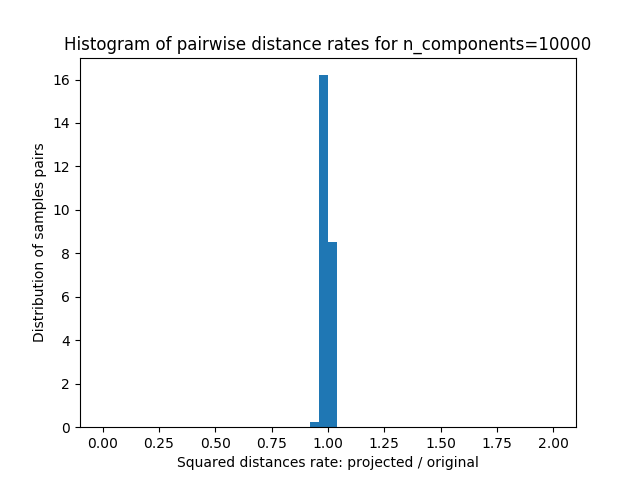 Histogram of pairwise distance rates for n_components=10000
Distribution of samples pairs
16
14
12
10
8
6
4
2
0
0.00 0.25 0.50 0.75 1.00 1.25 1.50 1.75 2.00
Squared distances rate: projected / original